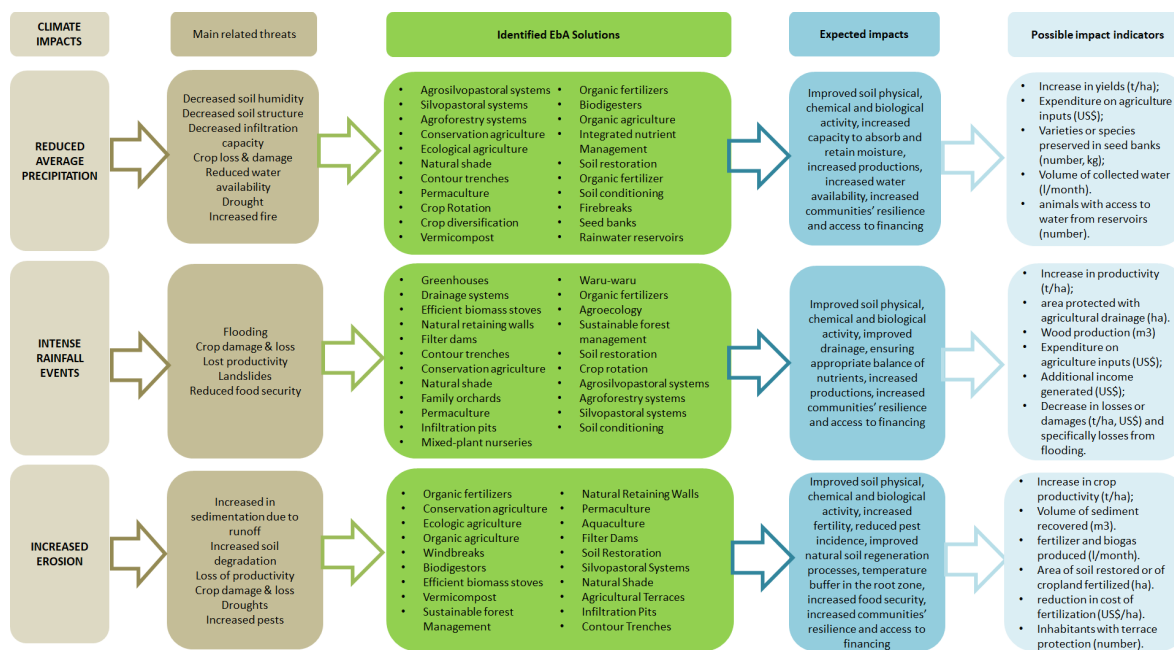 CLIMATE
IMPACTS
Main related threats
Identified EbA Solutions
Expected impacts
Possible impact indicators
REDUCED
AVERAGE
PRECIPITATION
Decreased soil humidity
Decreased soil structure
Decreased infiltration
capacity
Crop loss & damage
Reduced water
availability
Drought
Increased fire
• Agrosilvopastoral systems
• Silvopastoral systems
• Agroforestry systems
• Conservation agriculture
• Ecological agriculture
• Natural shade
• Contour trenches
• Permaculture
• Crop Rotation
• Crop diversification
• Vermicompost
• Organic fertilizers
• Biodigesters
• Organic agriculture
• Integrated nutrient
Management
• Soil restoration
• Organic fertilizer
• Soil conditioning
• Firebreaks
• Seed banks
• Rainwater reservoirs
Improved soil physical,
chemical and biological
activity, increased
capacity to absorb and
retain moisture,
increased productions,
increased water
availability, increased
communities' resilience
and access to financing
• Increase in yields (t/ha);
• Expenditure on agriculture
inputs (US$);
• Varieties or species
preserved in seed banks
(number, kg);
• Volume of collected water
(l/month).
• animals with access to
water from reservoirs
(number).
INTENSE
RAINFALL
EVENTS
Flooding
Crop damage & loss
Lost productivity
Landslides
Reduced food security
• Greenhouses
• Drainage systems
• Efficient biomass stoves
• Natural retaining walls
• Filter dams
• Contour trenches
• Conservation agriculture
• Natural shade
• Family orchards
• Permaculture
• Infiltration pits
• Mixed-plant nurseries
• Waru-waru
• Organic fertilizers
• Agroecology
• Sustainable forest
management
• Soil restoration
• Crop rotation
• Agrosilvopastoral systems
• Agroforestry systems
• Silvopastoral systems
• Soil conditioning
Improved soil physical,
chemical and biological
activity, improved
drainage, ensuring
appropriate balance of
nutrients, increased
productions, increased
communities' resilience
and access to financing
• Increase in productivity
(t/ha);
• area protected with
agricultural drainage (ha).
• Wood production (m3)
• Expenditure on
agriculture inputs (US$);
• Additional income
generated (US$);
• Decrease in losses or
damages (t/ha, US$) and
specifically losses from
flooding.
INCREASED
EROSION
Increased in
sedimentation due to
runoff
Increased soil
degradation
Loss of productivity
Crop damage & loss
Droughts
Increased pests
• Organic fertilizers
• Conservation agriculture
• Ecologic agriculture
• Organic agriculture
• Windbreaks
• Biodigestors
• Efficient biomass stoves
• Vermicompost
• Sustainable forest
Management
• Natural Retaining Walls
• Permaculture
• Aquaculture
• Filter Dams
• Soil Restoration
• Silvopastoral Systems
• Natural Shade
• Agricultural Terraces
• Infiltration Pits
• Contour Trenches
Improved soil physical,
chemical and biological
activity, increased
fertility, reduced pest
incidence, improved
natural soil regeneration
processes, temperature
buffer in the root zone,
increased food security,
increased communities'
resilience and access to
financing
• Increase in crop
productivity (t/ha);
• Volume of sediment
recovered (m3).
• fertilizer and biogas
produced (l/month).
• Area of soil restored or of
cropland fertilized (ha).
• reduction in cost of
fertilization (US$/ha).
• Inhabitants with terrace
protection (number).